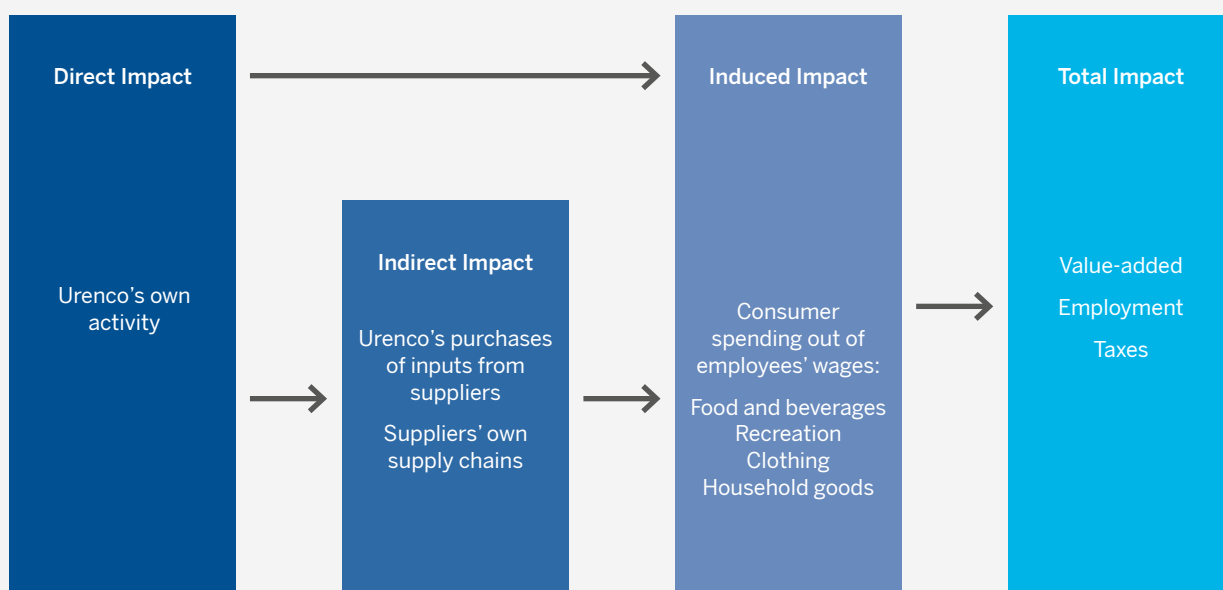 Direct Impact
Urenco’s own
activity
Indirect Impact
Urenco’s purchases
of inputs from
suppliers
Suppliers’ own
supply chains
Induced Impact
Consumer
spending out of
employees’ wages:
Food and beverages
Recreation
Clothing
Household goods
Total Impact
Value-added
Employment
Taxes